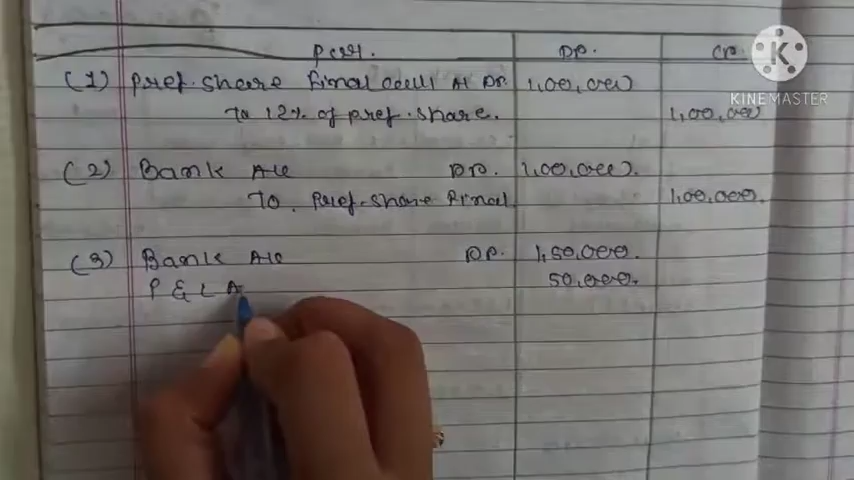 Part. Dr. Cr.
(1) Pref. share final call A/c Dr. 1,00,000
To 12% of pref. share. 1,00,000
(2) Bank A/c Dr. 1,00,000.
To. Pref. share final 1,00,000.
(3) Bank A/c Dr. 1,50,000.
P & L A 50,000.
K
KINEMASTER